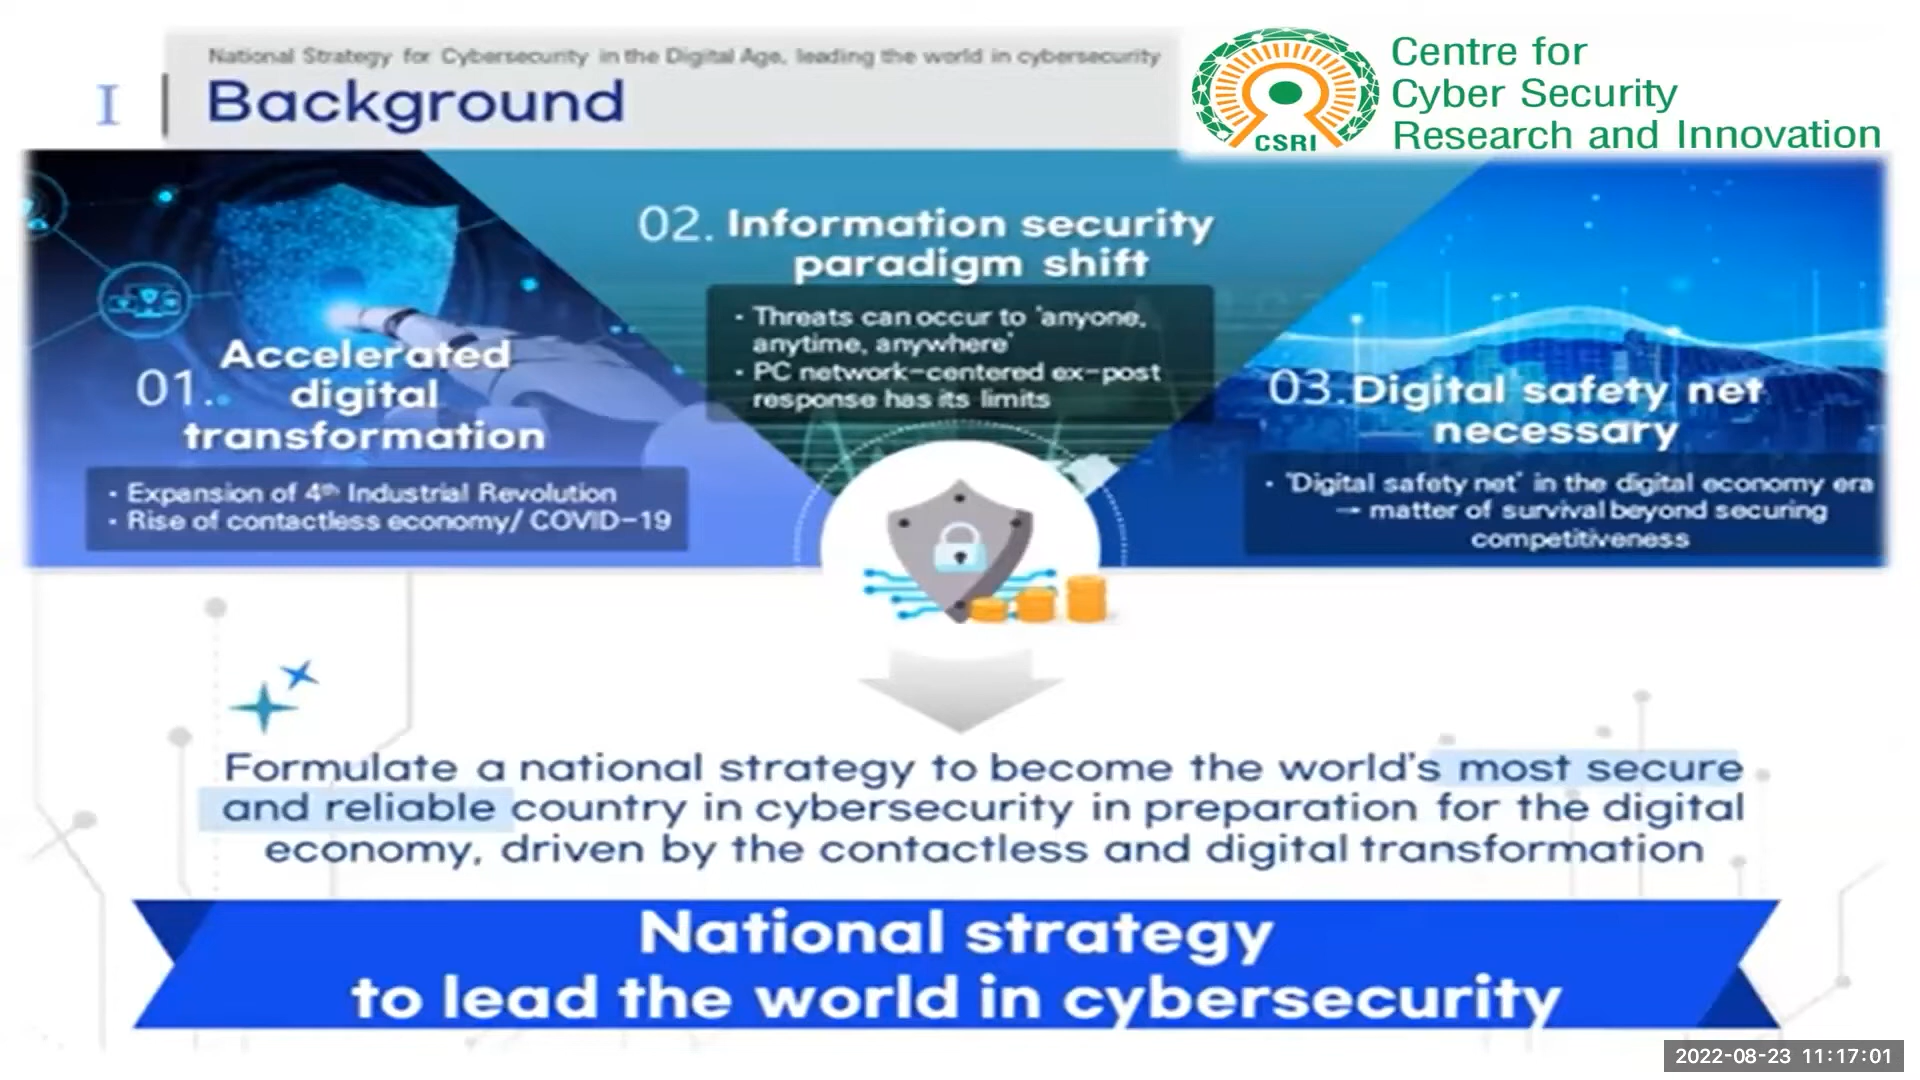 National Strategy for Cybersecurity in the Digital Age, leading the world in cybersecurity
I
Background
CSRI
Centre for
Cyber Security
Research and Innovation
01.
Accelerated
digital
transformation
• Expansion of 4th Industrial Revolution
• Rise of contactless economy/ COVID-19
02. Information security
paradigm shift
• Threats can occur to 'anyone,
anytime, anywhere'
• PC network-centered ex-post
response has its limits
03. Digital safety net
necessary
• 'Digital safety net' in the digital economy era
→ matter of survival beyond securing
competitiveness
Formulate a national strategy to become the world's most secure
and reliable country in cybersecurity in preparation for the digital
economy, driven by the contactless and digital transformation
National strategy
to lead the world in cybersecurity
2022-08-23 11:17:01